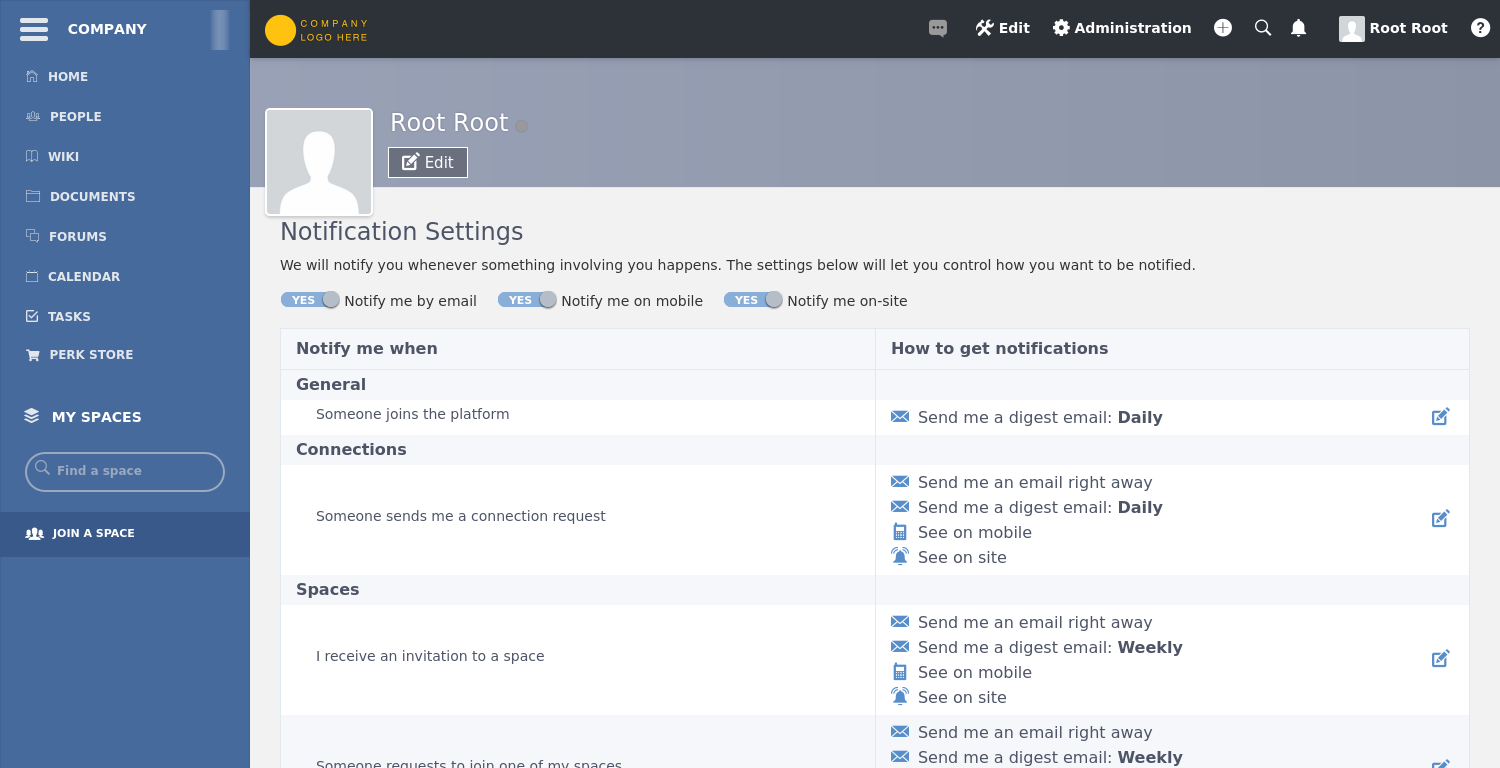 COMPANY
HOME
PEOPLE
WIKI
DOCUMENTS
FORUMS
CALENDAR
TASKS
PERK STORE
MY SPACES
Find a space
JOIN A SPACE
COMPANY
LOGO HERE
Edit
Administration
Root Root
Root Root
Edit
Notification Settings
We will notify you whenever something involving you happens. The settings below will let you control how you want to be notified.
YES Notify me by email YES Notify me on mobile YES Notify me on-site
Notify me when How to get notifications
General
Someone joins the platform
Send me a digest email: Daily
Connections
Someone sends me a connection request
Send me an email right away
Send me a digest email: Daily
See on mobile
See on site
Spaces
I receive an invitation to a space
Send me an email right away
Send me a digest email: Weekly
See on mobile
See on site
Someone requests to join one of my spaces
Send me an email right away
Send me a digest email: Weekly